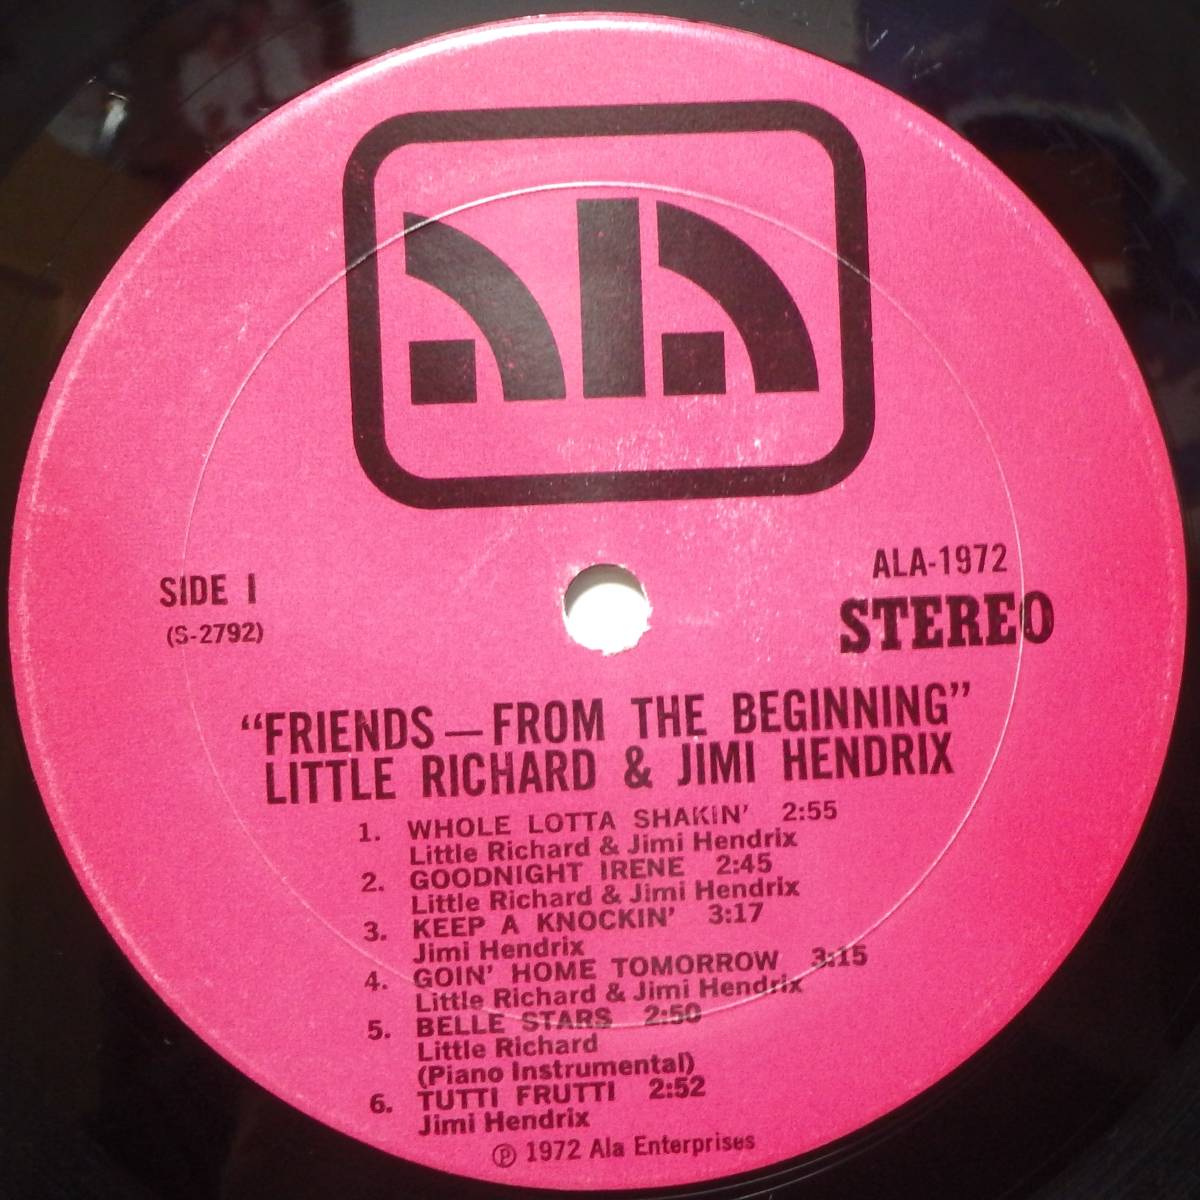 ala
SIDE 1
(S-2792)
ALA-1972
STEREO
“FRIENDS—FROM THE BEGINNING”
LITTLE RICHARD & JIMI HENDRIX
1. WHOLE LOTTA SHAKIN’ 2:55
Little Richard & Jimi Hendrix
2. GOODNIGHT IRENE 2:45
Little Richard & Jimi Hendrix
3. KEEP A KNOCKIN’ 3:17
Jimi Hendrix
4. GOIN’ HOME TOMORROW 3:15
Little Richard & Jimi Hendrix
5. BELLE STARS 2:50
Little Richard
(Piano Instrumental)
6. TUTTI FRUTTI 2:52
Jimi Hendrix
℗ 1972 Ala Enterprises